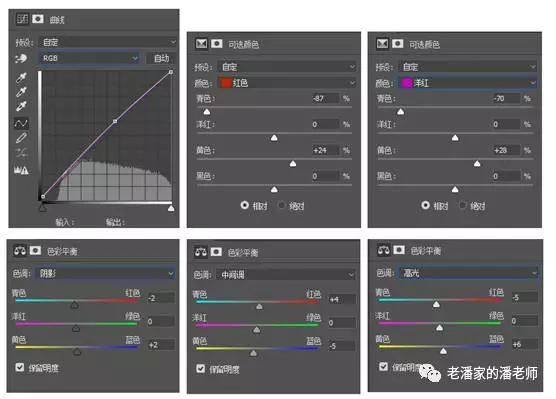 曲线
预设: 自定
RGB
自动
输入: 输出:
可选颜色
预设: 自定
颜色: 红色
青色: -87 %
洋红: 0 %
黄色: +24 %
黑色: 0 %
相对 绝对
可选颜色
预设: 自定
颜色: 洋红
青色: -70 %
洋红: 0 %
黄色: +28 %
黑色: 0 %
相对 绝对
色彩平衡
色调: 阴影
青色 红色 -2
洋红 绿色 0
黄色 蓝色 +2
保留明度
色彩平衡
色调: 中间调
青色 红色 +4
洋红 绿色 0
黄色 蓝色 -5
保留明度
色彩平衡
色调: 高光
青色 红色 -5
洋红 绿色 0
黄色 蓝色 +6
保留明度
老潘家的潘老师